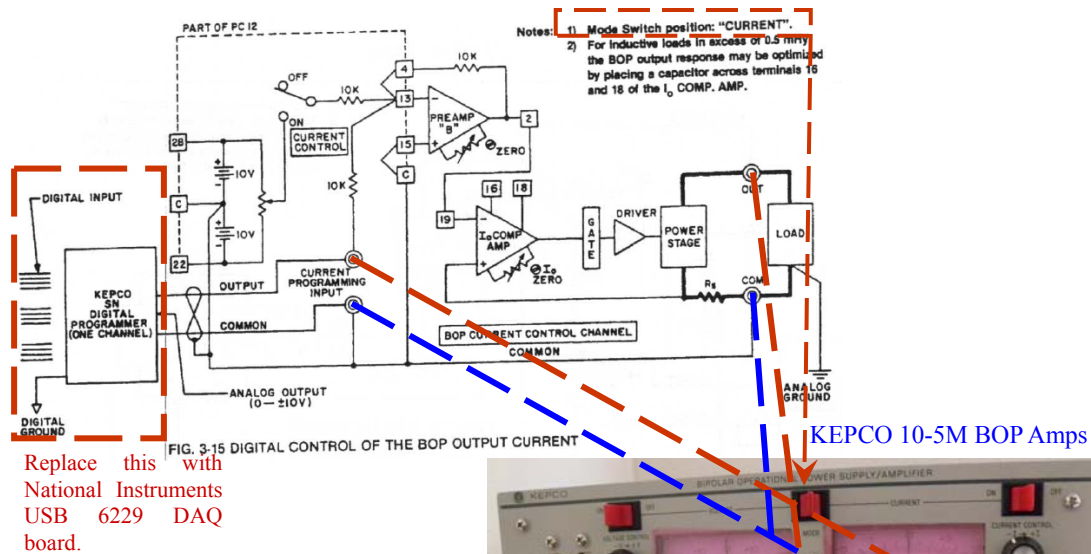 PART OF PC 12
Notes: 1) Mode Switch position: "CURRENT".
2) For inductive loads in excess of 0.5 mHy
the BOP output response may be optimized
by placing a capacitor across terminals 16
and 18 of the I₀ COMP. AMP.
4
10K
OFF
10K
13
PREAMP
"B"
2
ON
CURRENT
CONTROL
15
ZERO
28
10V
C
10K
16
18
OUT
DIGITAL INPUT
C
19
I₀ COMP
AMP
GATE
DRIVER
POWER
STAGE
LOAD
10V
22
I₀
ZERO
OUTPUT
CURRENT
PROGRAMMING
INPUT
Rs
COM
KEPCO
SN
DIGITAL
PROGRAMMER
(ONE CHANNEL)
COMMON
BOP CURRENT CONTROL CHANNEL
COMMON
ANALOG OUTPUT
(0—±10V)
ANALOG
GROUND
DIGITAL
GROUND
FIG. 3-15 DIGITAL CONTROL OF THE BOP OUTPUT CURRENT
KEPCO 10-5M BOP Amps
Replace this with
National Instruments
USB 6229 DAQ
board.
KEPCO
BIPOLAR OPERATIONAL POWER SUPPLY/AMPLIFIER
CURRENT
ON
OFF
VOLTAGE CONTROL
MODE
CURRENT CONTROL